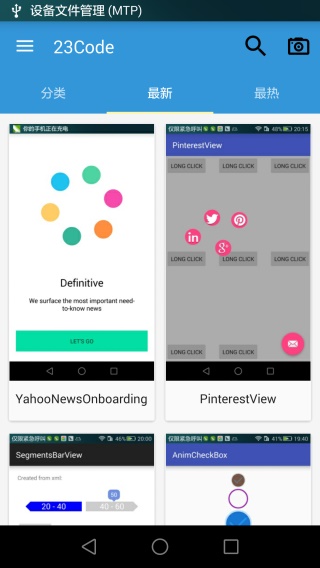 设备文件管理 (MTP)
23Code
分类
最新
最热
你的手机正在充电
Definitive
We surface the most important need-
to-know news
LET'S GO
YahooNewsOnboarding
仅限紧急呼叫
48% 20:15
PinterestView
LONG CLICK LONG CLICK LONG CLICK
LONG CLICK LONG CLICK LONG CLICK
LONG CLICK LONG CLICK
PinterestView
仅限紧急呼叫
46% 20:00
SegmentsBarView
Created from xml:
50
20 - 40
40 - 60
仅限紧急呼叫
41% 19:40
AnimCheckBox